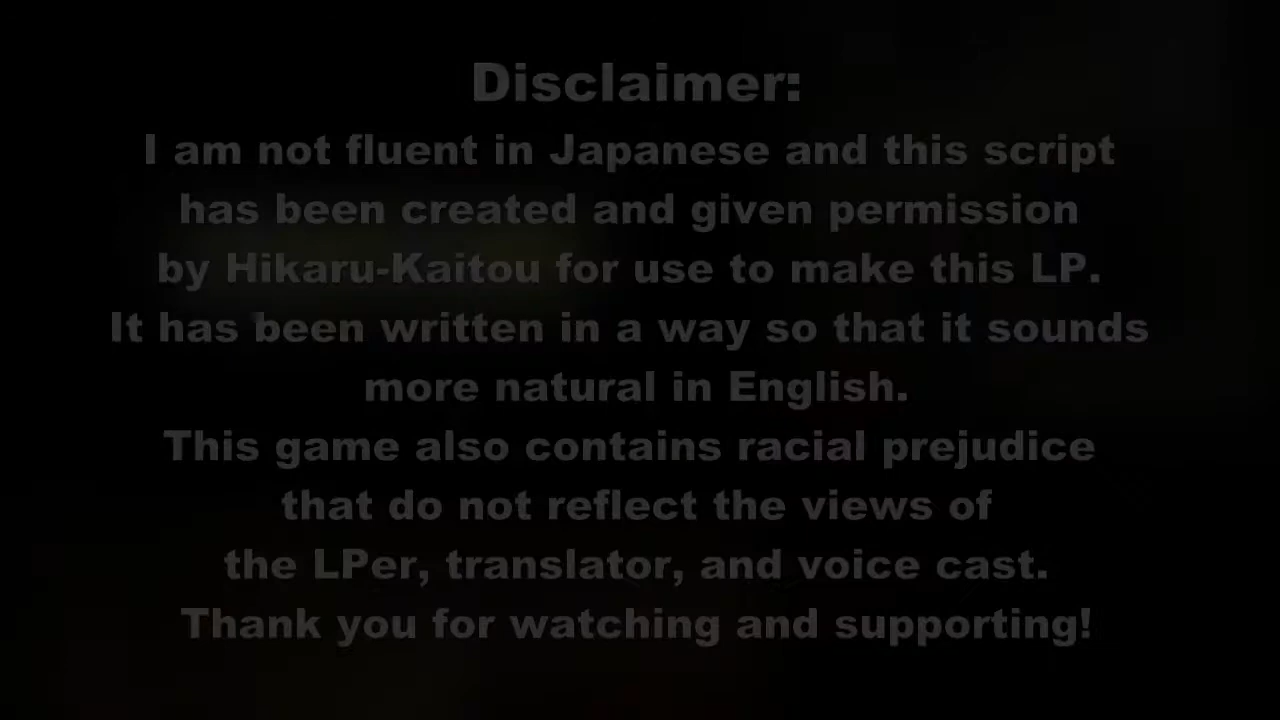 Disclaimer:
I am not fluent in Japanese and this script
has been created and given permission
by Hikaru-Kaitou for use to make this LP.
It has been written in a way so that it sounds
more natural in English.
This game also contains racial prejudice
that do not reflect the views of
the LPer, translator, and voice cast.
Thank you for watching and supporting!